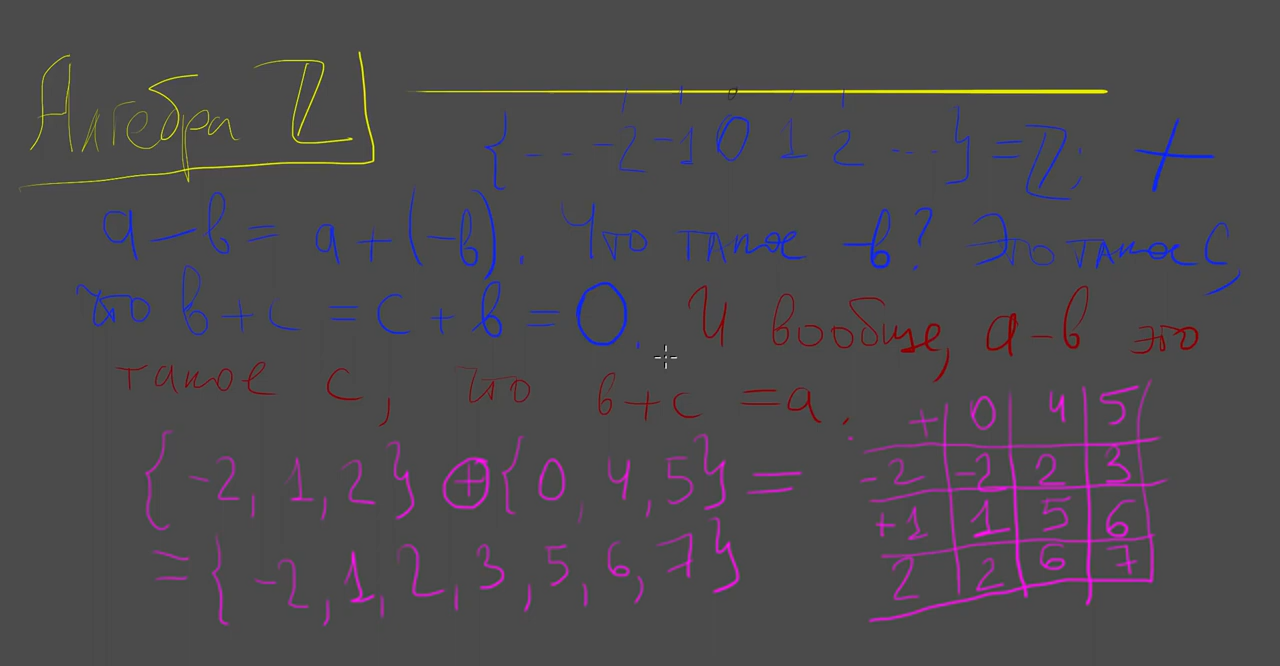 Алгебра ℤ
{... -2 -1 0 1 2 ...} = ℤ; +
а – в = а + (–в). Что такое –в? Это такое С,
что в + с = с + в = 0. И вообще, а – в это
такое с, что в + с = а.
{-2, 1, 2} ⊕ {0, 4, 5} =
= {-2, 1, 2, 3, 5, 6, 7}
+ 0 4 5
-2 -2 2 3
+1 1 5 6
2 2 6 7